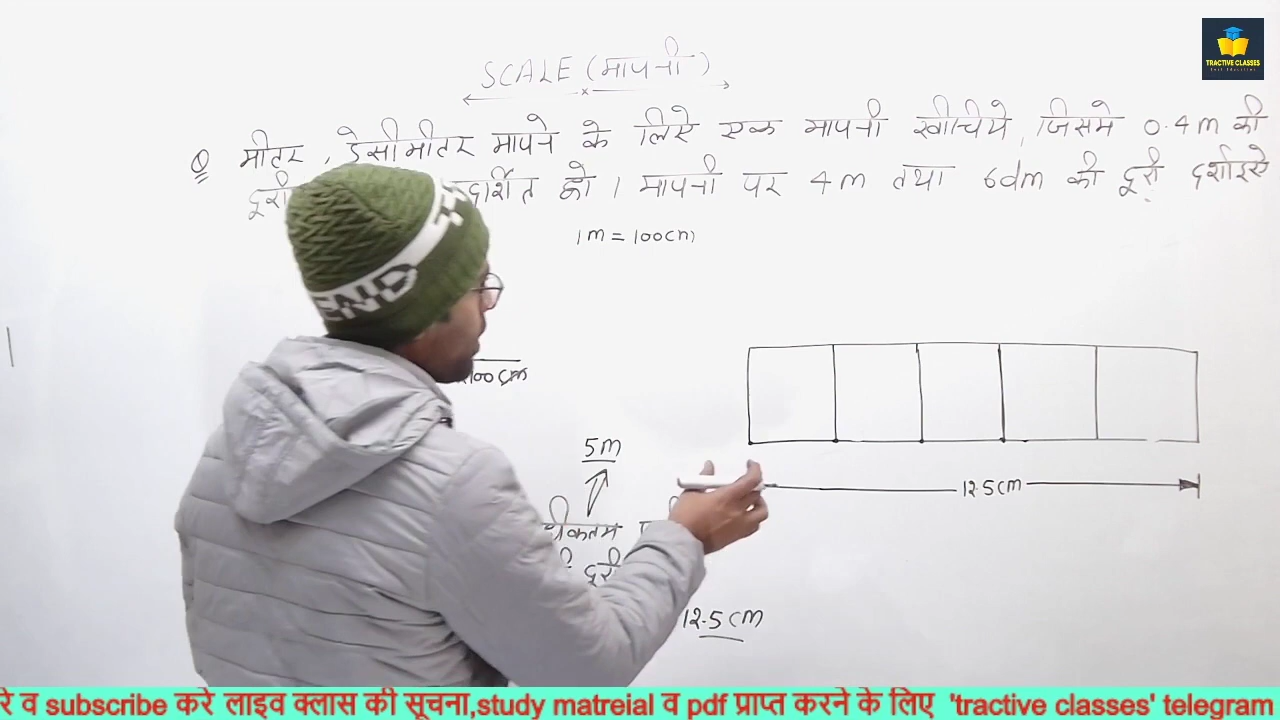 TRACTIVE CLASSES
SCALE (मापनी)
Q मीटर, डेसीमीटर मापने के लिऐ एक मापनी खीचिये, जिसमे 0.4m की
दूरी दर्शित हो। मापनी पर 4m तथा 6dm की दूरी दर्शाइऐ
1m = 100cm
100cm
5m
12.5cm
दूरी
12.5cm
रे व subscribe करे लाइव क्लास की सूचना,study matreial व pdf प्राप्त करने के लिए 'tractive classes' telegram